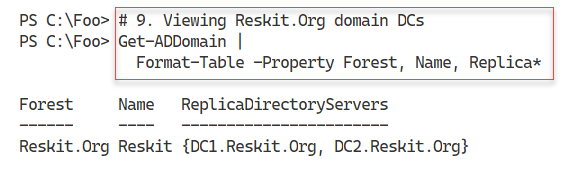 PS C:\Foo> # 9. Viewing Reskit.Org domain DCs
PS C:\Foo> Get-ADDomain |
Format-Table -Property Forest, Name, Replica*
Forest Name ReplicaDirectoryServers
------ ---- -----------------------
Reskit.Org Reskit {DC1.Reskit.Org, DC2.Reskit.Org}